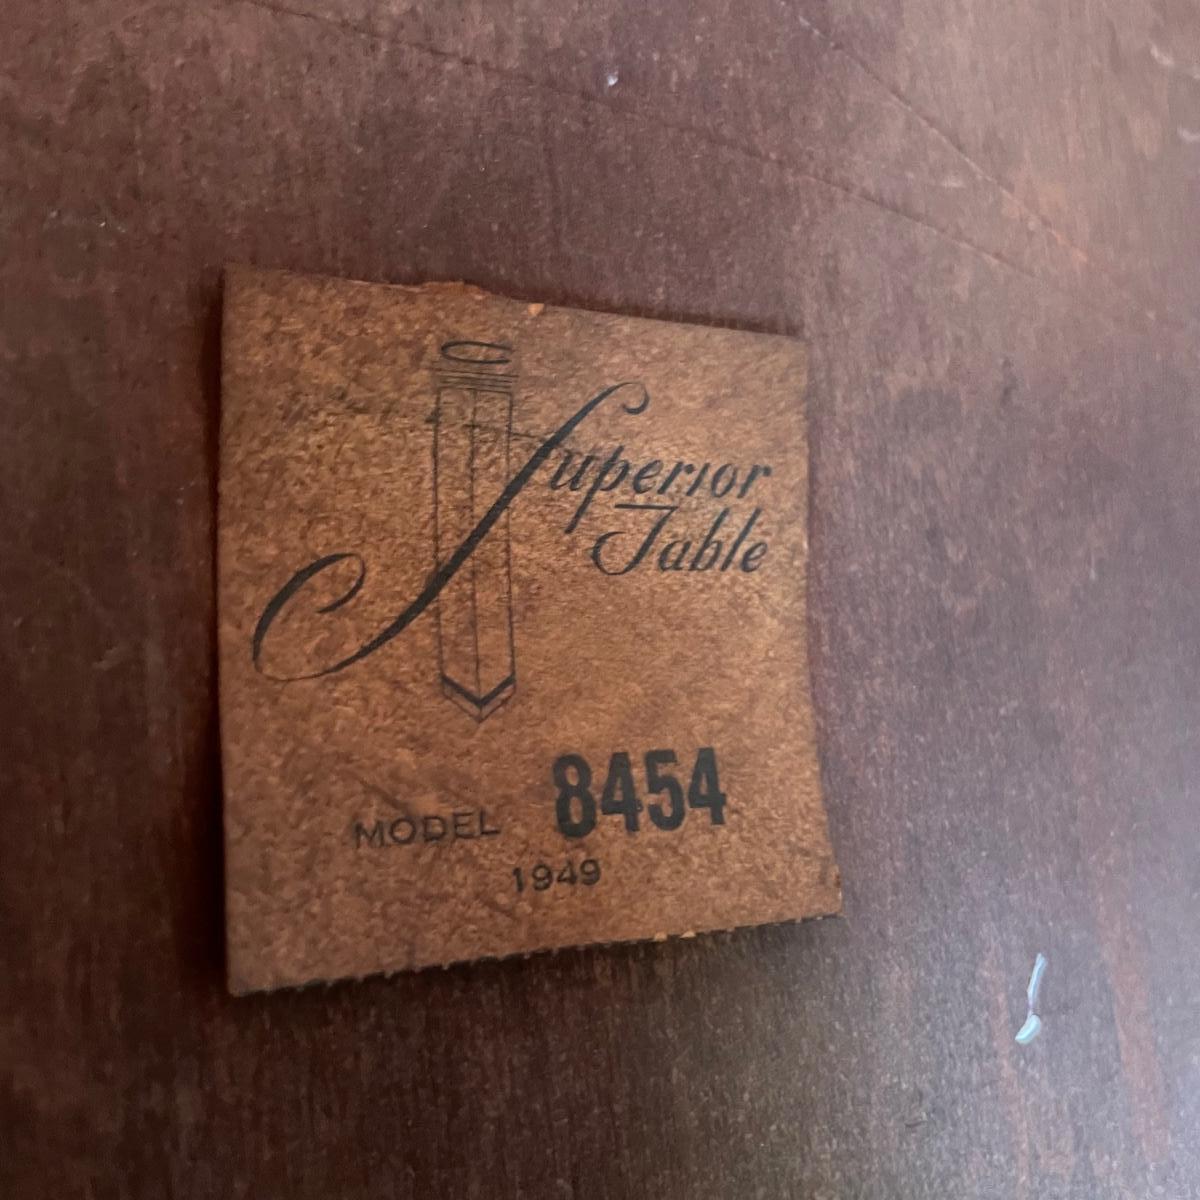 Superior
Table
MODEL 8454
1949